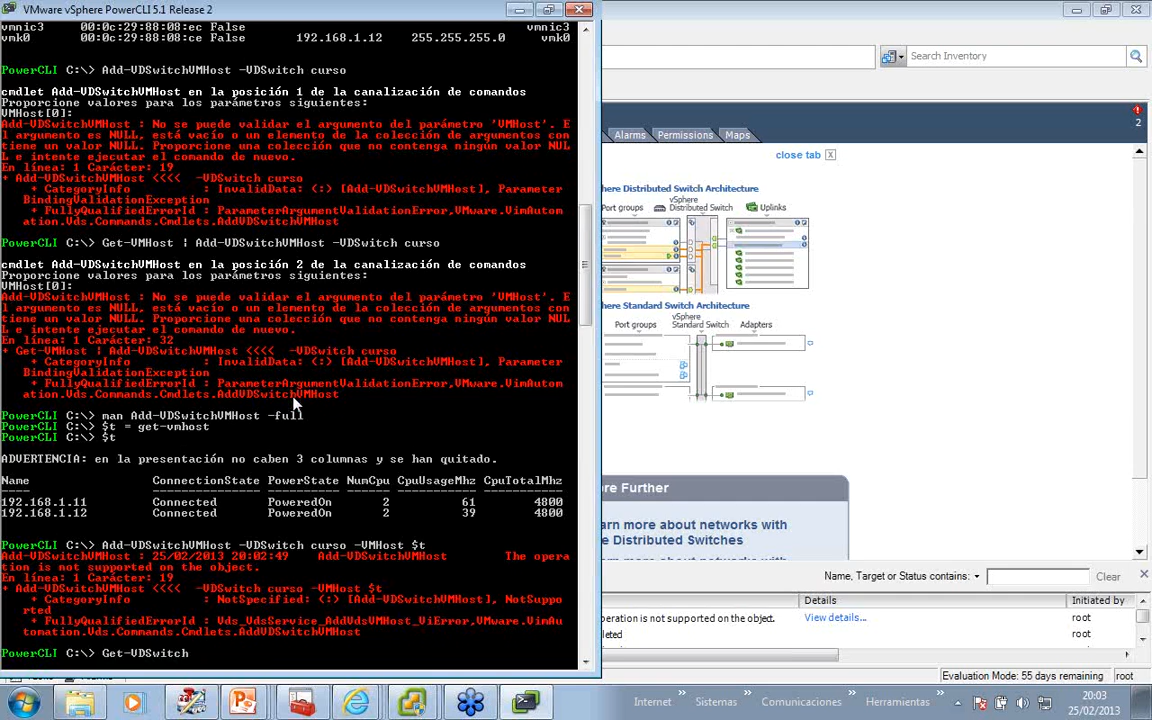 VMware vSphere PowerCLI 5.1 Release 2
vmnic3 00:0c:29:88:08:ec False vmnic3
vmk0 00:0c:29:88:08:ec False 192.168.1.12 255.255.255.0 vmk0
PowerCLI C:\> Add-VDSwitchVMHost -VDSwitch curso
cmdlet Add-VDSwitchVMHost en la posición 1 de la canalización de comandos
Proporcione valores para los parámetros siguientes:
VMHost[0]:
Add-VDSwitchVMHost : No se puede validar el argumento del parámetro 'VMHost'. E
l argumento es NULL, está vacío o un elemento de la colección de argumentos con
tiene un valor NULL. Proporcione una colección que no contenga ningún valor NUL
L e intente ejecutar el comando de nuevo.
En línea: 1 Carácter: 19
+ Add-VDSwitchVMHost <<<< -VDSwitch curso
+ CategoryInfo : InvalidData: (:) [Add-VDSwitchVMHost], Parameter
BindingValidationException
+ FullyQualifiedErrorId : ParameterArgumentValidationError,VMware.VimAutom
ation.Vds.Commands.Cmdlets.AddVDSwitchVMHost
PowerCLI C:\> Get-VMHost | Add-VDSwitchVMHost -VDSwitch curso
cmdlet Add-VDSwitchVMHost en la posición 2 de la canalización de comandos
Proporcione valores para los parámetros siguientes:
VMHost[0]:
Add-VDSwitchVMHost : No se puede validar el argumento del parámetro 'VMHost'. E
l argumento es NULL, está vacío o un elemento de la colección de argumentos con
tiene un valor NULL. Proporcione una colección que no contenga ningún valor NUL
L e intente ejecutar el comando de nuevo.
En línea: 1 Carácter: 32
+ Get-VMHost | Add-VDSwitchVMHost <<<< -VDSwitch curso
+ CategoryInfo : InvalidData: (:) [Add-VDSwitchVMHost], Parameter
BindingValidationException
+ FullyQualifiedErrorId : ParameterArgumentValidationError,VMware.VimAutom
ation.Vds.Commands.Cmdlets.AddVDSwitchVMHost
PowerCLI C:\> man Add-VDSwitchVMHost -full
PowerCLI C:\> $t = get-vmhost
PowerCLI C:\> $t
ADVERTENCIA: en la presentación no caben 3 columnas y se han quitado.
Name ConnectionState PowerState NumCpu CpuUsageMhz CpuTotalMhz
---- --------------- ---------- ------ ----------- -----------
192.168.1.11 Connected PoweredOn 2 61 4800
192.168.1.12 Connected PoweredOn 2 39 4800
PowerCLI C:\> Add-VDSwitchVMHost -VDSwitch curso -VMHost $t
Add-VDSwitchVMHost : 25/02/2013 20:02:49 Add-VDSwitchVMHost The opera
tion is not supported on the object.
En línea: 1 Carácter: 19
+ Add-VDSwitchVMHost <<<< -VDSwitch curso -VMHost $t
+ CategoryInfo : NotSpecified: (:) [Add-VDSwitchVMHost], NotSuppo
rted
+ FullyQualifiedErrorId : Vds_VdsService_AddVdsVMHost_ViError,VMware.VimAu
tomation.Vds.Commands.Cmdlets.AddVDSwitchVMHost
PowerCLI C:\> Get-VDSwitch
Search Inventory
2
Alarms Permissions Maps
close tab X
here Distributed Switch Architecture
Port groups vSphere Distributed Switch Uplinks
here Standard Switch Architecture
Port groups vSphere Standard Switch Adapters
re Further
arn more about networks with
e Distributed Switches
Name, Target or Status contains: Clear
Details Initiated by
peration is not supported on the object. View details... root
leted root
Evaluation Mode: 55 days remaining root
Internet Sistemas Comunicaciones Herramientas
20:03
25/02/2013